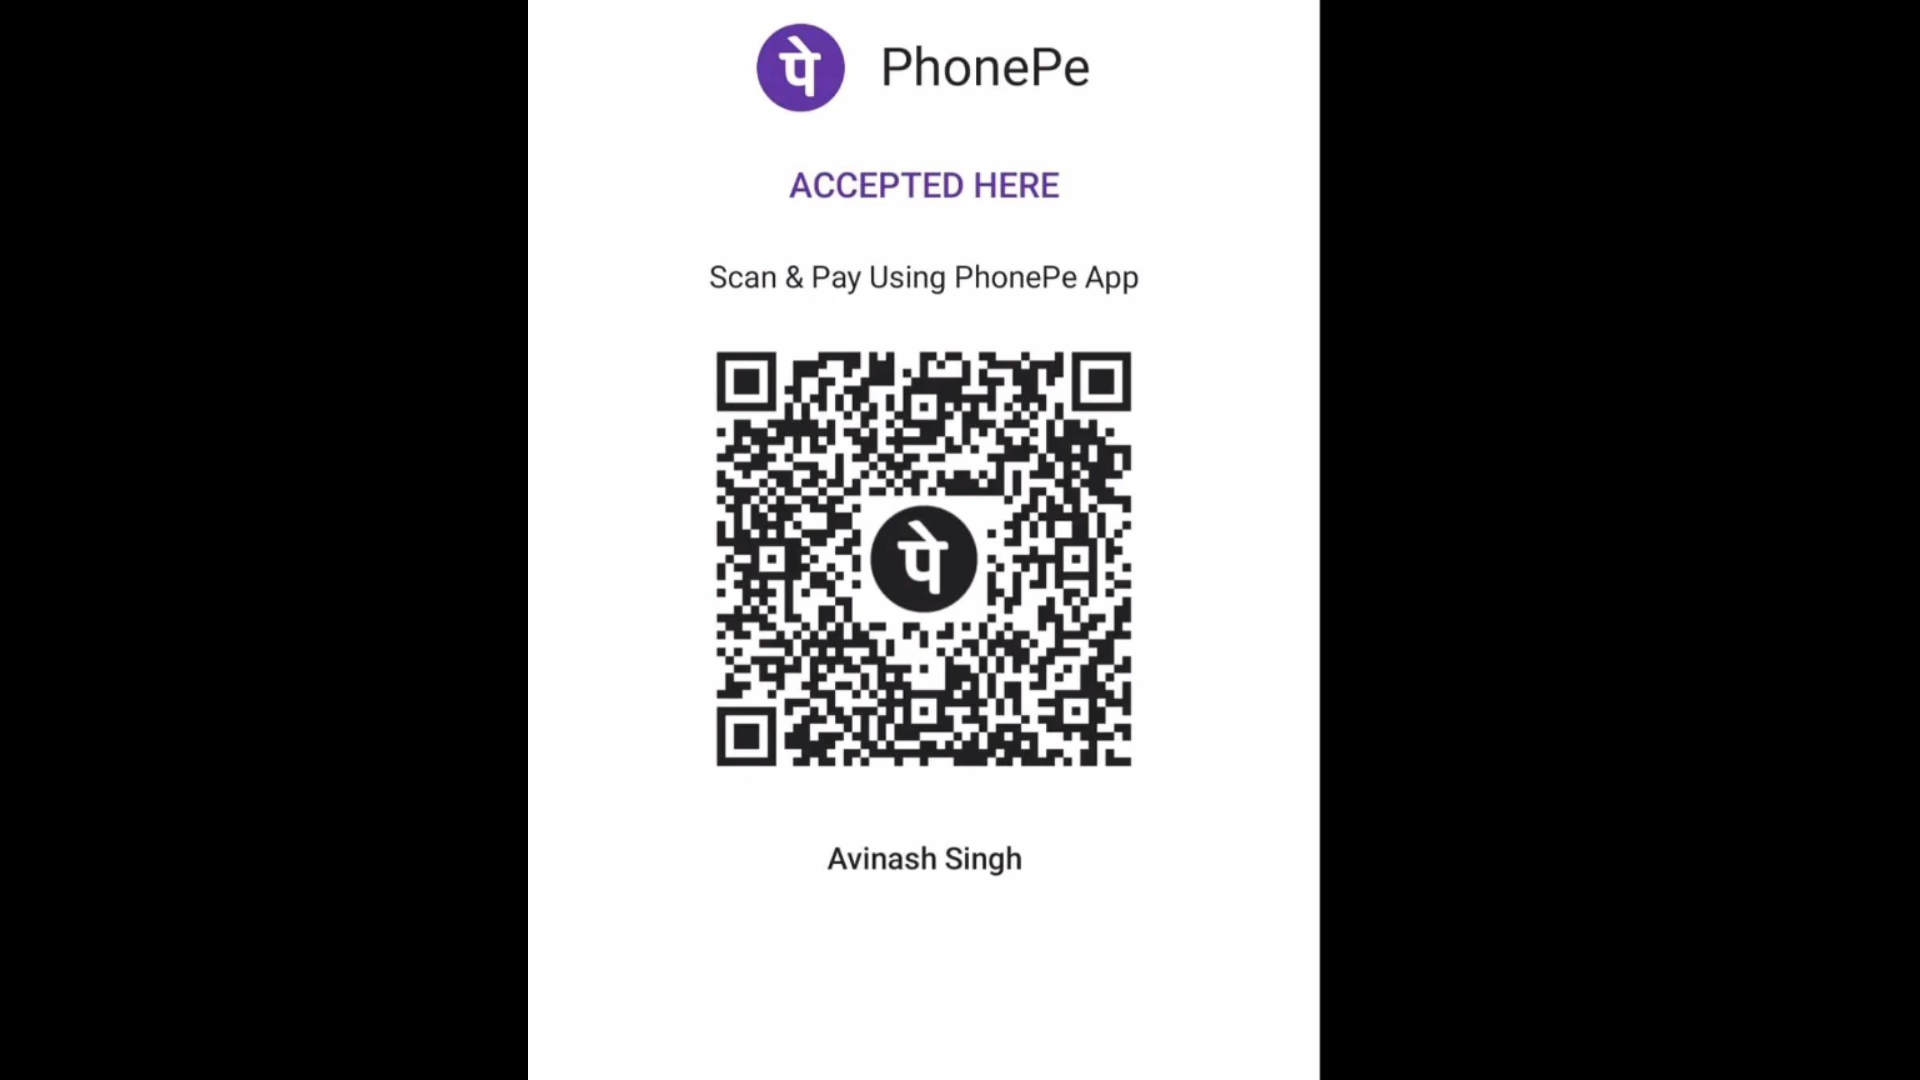 पे PhonePe
ACCEPTED HERE
Scan & Pay Using PhonePe App
पे
Avinash Singh